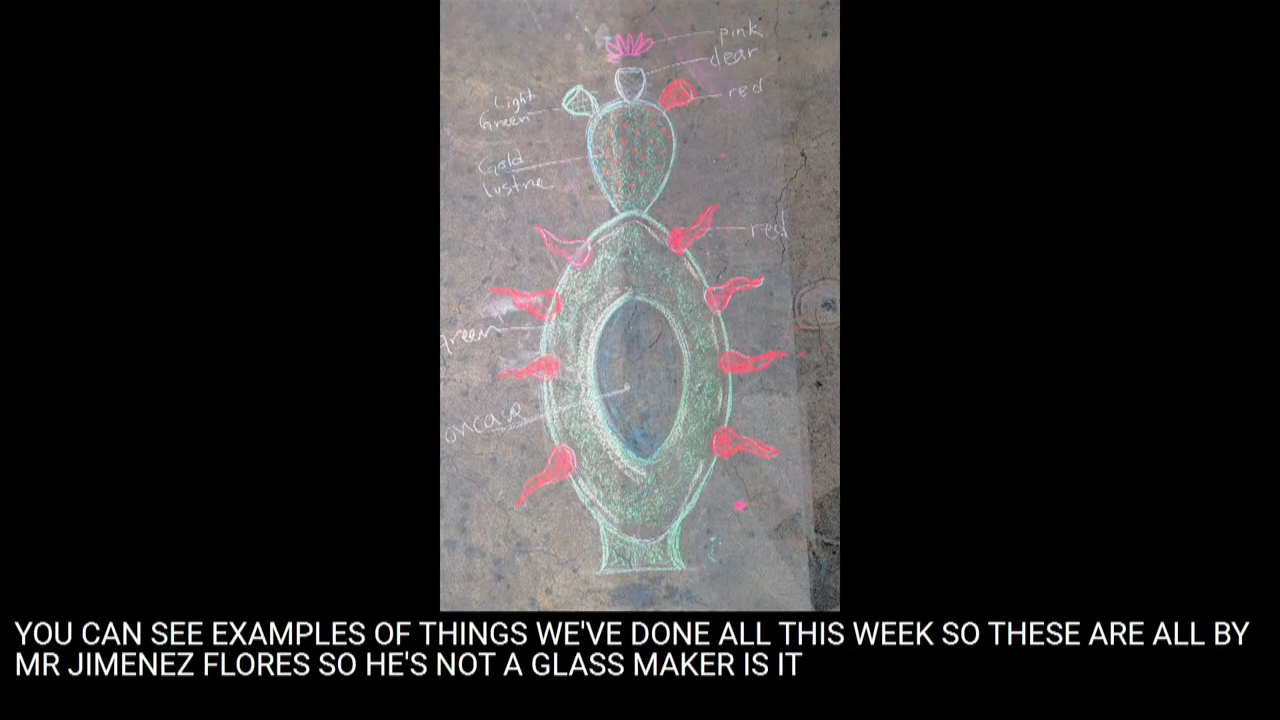 pink
clear
red
Light
Green
Gold
lustre
red
green
YOU CAN SEE EXAMPLES OF THINGS WE'VE DONE ALL THIS WEEK SO THESE ARE ALL BY
MR JIMENEZ FLORES SO HE'S NOT A GLASS MAKER IS IT